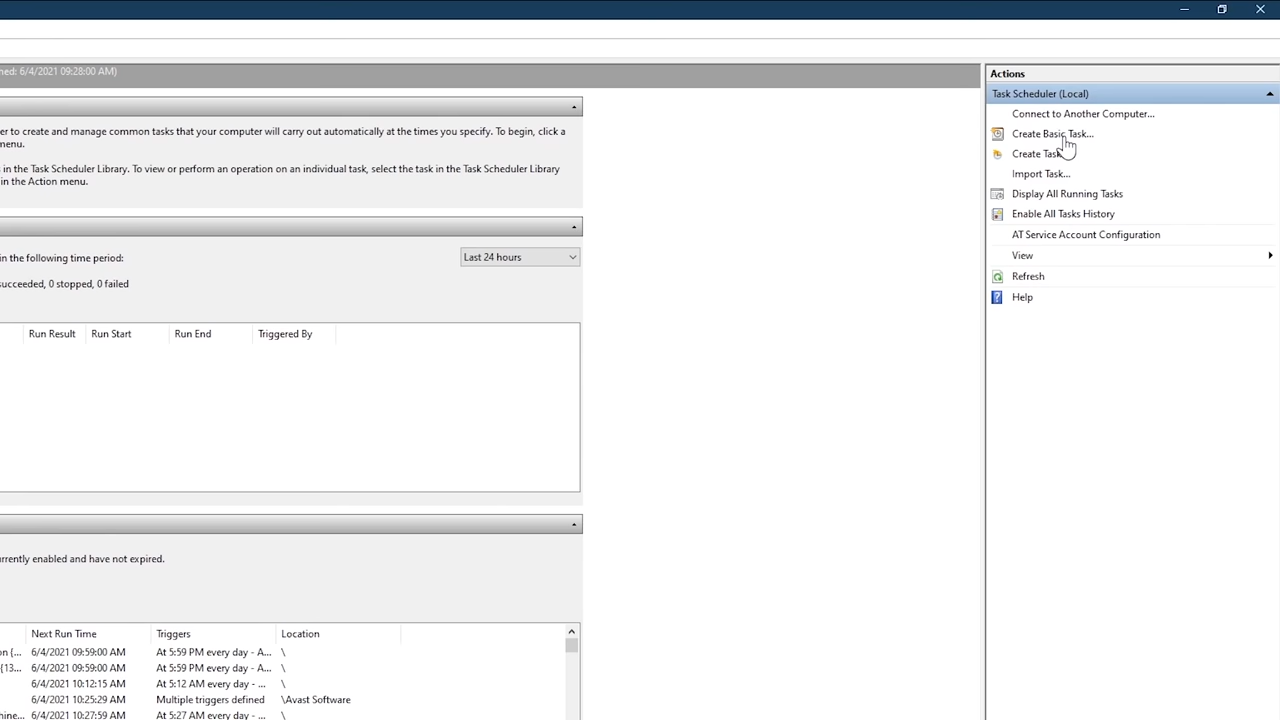 ned: 6/4/2021 09:28:00 AM)
er to create and manage common tasks that your computer will carry out automatically at the times you specify. To begin, click a
menu.
in the Task Scheduler Library. To view or perform an operation on an individual task, select the task in the Task Scheduler Library
in the Action menu.
in the following time period:
Last 24 hours
succeeded, 0 stopped, 0 failed
Run Result Run Start Run End Triggered By
urrently enabled and have not expired.
Next Run Time Triggers Location
on {... 6/4/2021 09:59:00 AM At 5:59 PM every day - A... \
{13... 6/4/2021 09:59:00 AM At 5:59 PM every day - A... \
6/4/2021 10:12:15 AM At 5:12 AM every day - ... \
6/4/2021 10:25:29 AM Multiple triggers defined \Avast Software
hine... 6/4/2021 10:27:59 AM At 5:27 AM every day - ... \
Actions
Task Scheduler (Local)
Connect to Another Computer...
Create Basic Task...
Create Task
Import Task...
Display All Running Tasks
Enable All Tasks History
AT Service Account Configuration
View
Refresh
Help